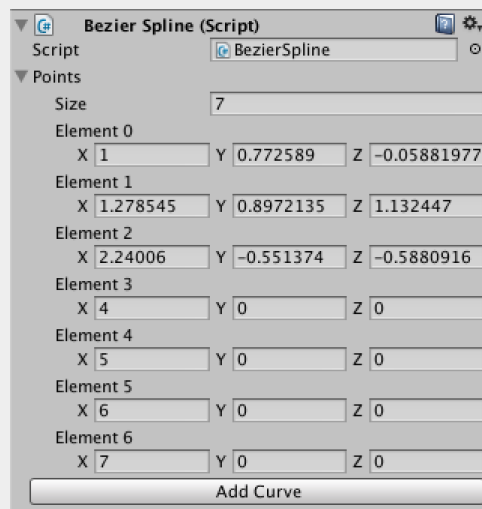 Bezier Spline (Script)
Script BezierSpline
Points
Size 7
Element 0
X 1 Y 0.772589 Z -0.05881977
Element 1
X 1.278545 Y 0.8972135 Z 1.132447
Element 2
X 2.24006 Y -0.551374 Z -0.5880916
Element 3
X 4 Y 0 Z 0
Element 4
X 5 Y 0 Z 0
Element 5
X 6 Y 0 Z 0
Element 6
X 7 Y 0 Z 0
Add Curve